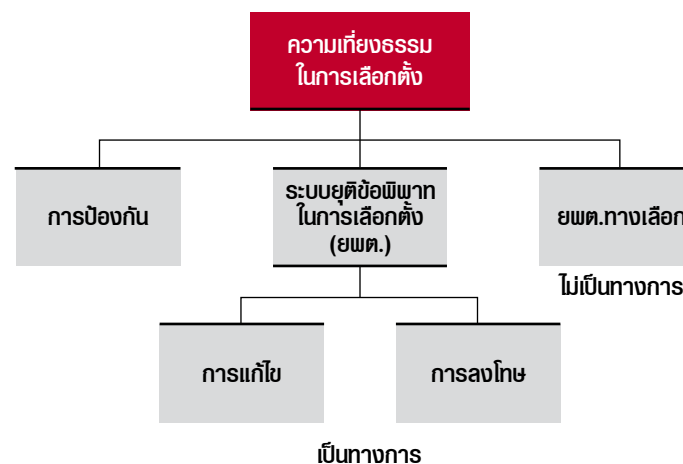 ความเที่ยงธรรม
ในการเลือกตั้ง
การป้องกัน
ระบบยุติข้อพิพาท
ในการเลือกตั้ง
(ยพต.)
ยพต.ทางเลือก
ไม่เป็นทางการ
การแก้ไข
การลงโทษ
เป็นทางการ